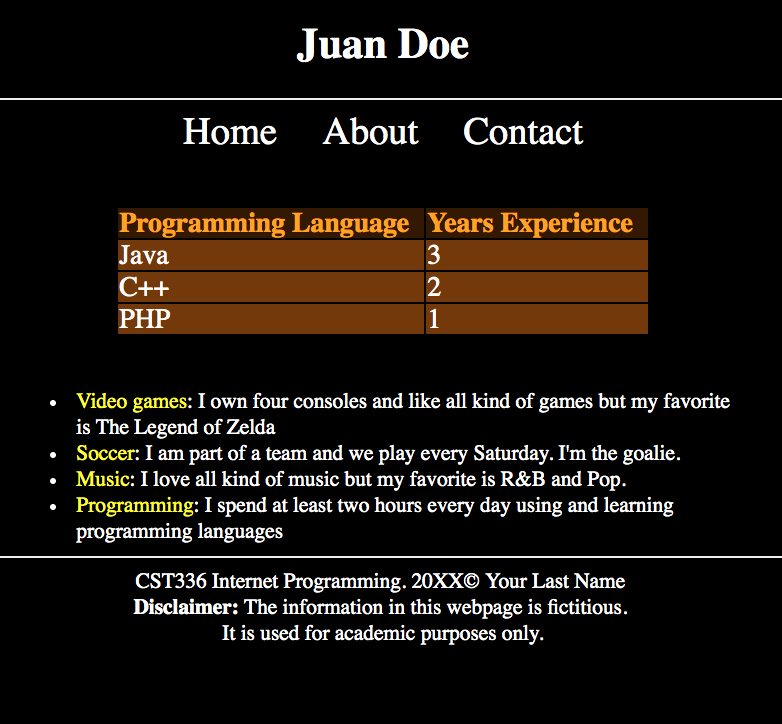 Juan Doe
Home About Contact
Programming Language Years Experience
Java 3
C++ 2
PHP 1
• Video games: I own four consoles and like all kind of games but my favorite
is The Legend of Zelda
• Soccer: I am part of a team and we play every Saturday. I'm the goalie.
• Music: I love all kind of music but my favorite is R&B and Pop.
• Programming: I spend at least two hours every day using and learning
programming languages
CST336 Internet Programming. 20XX© Your Last Name
Disclaimer: The information in this webpage is fictitious.
It is used for academic purposes only.